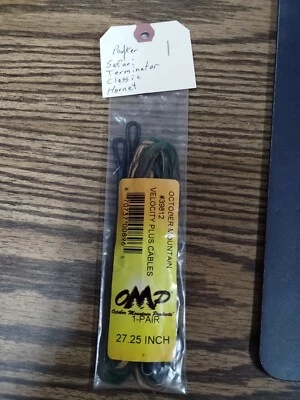 Parker
Safari
Terminator
Classic
Hornet
1
OCTOBER MOUNTAIN
#39812
VELOCITY PLUS CABLES
OMP
October Mountain Products
1-PAIR
27.25 INCH